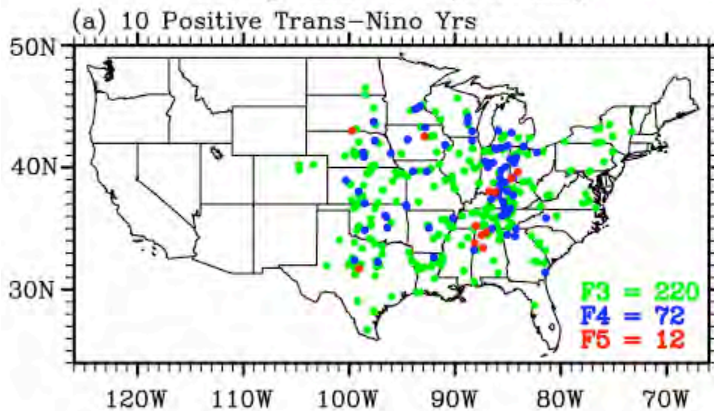 (a) 10 Positive Trans-Nino Yrs
50N
40N
30N
F3 = 220
F4 = 72
F5 = 12
120W 110W 100W 90W 80W 70W